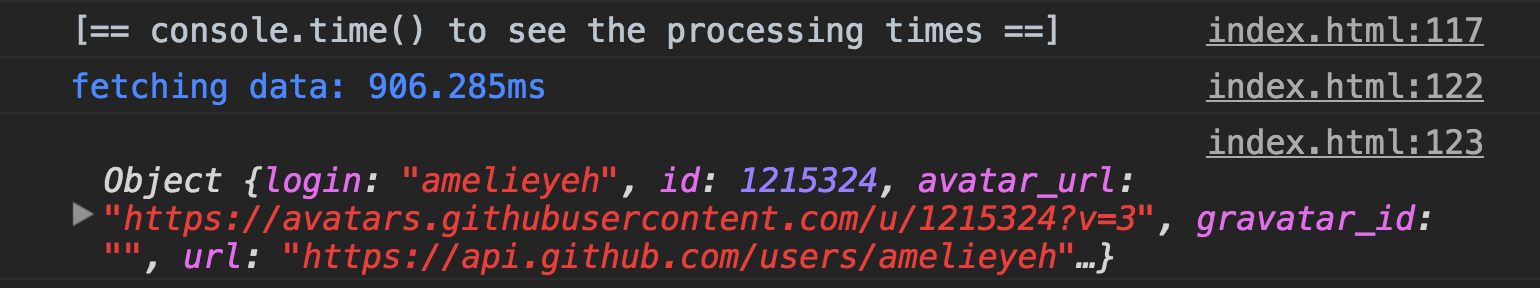 [== console.time() to see the processing times ==] index.html:117
fetching data: 906.285ms index.html:122
index.html:123
Object {login: "amelieyeh", id: 1215324, avatar_url:
"https://avatars.githubusercontent.com/u/1215324?v=3", gravatar_id:
"", url: "https://api.github.com/users/amelieyeh"…}